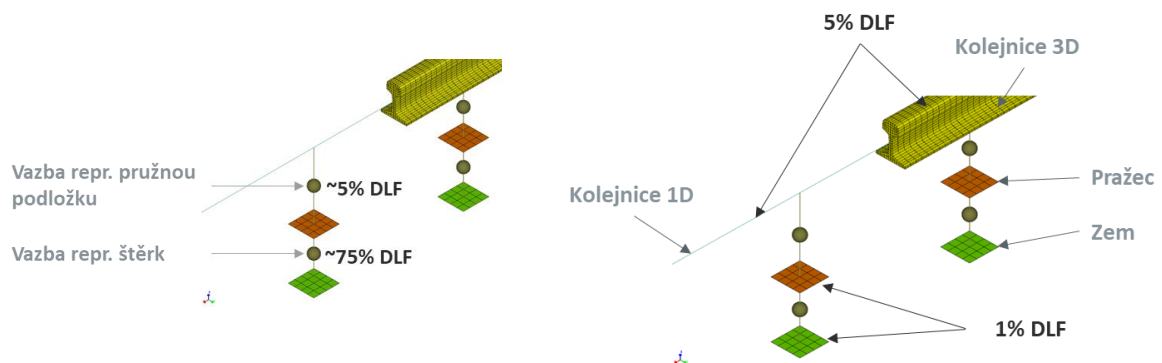 Vazba repr. pružnou
podložku
~5% DLF
Vazba repr. štěrk
~75% DLF
5% DLF
Kolejnice 3D
Kolejnice 1D
Pražec
Zem
1% DLF